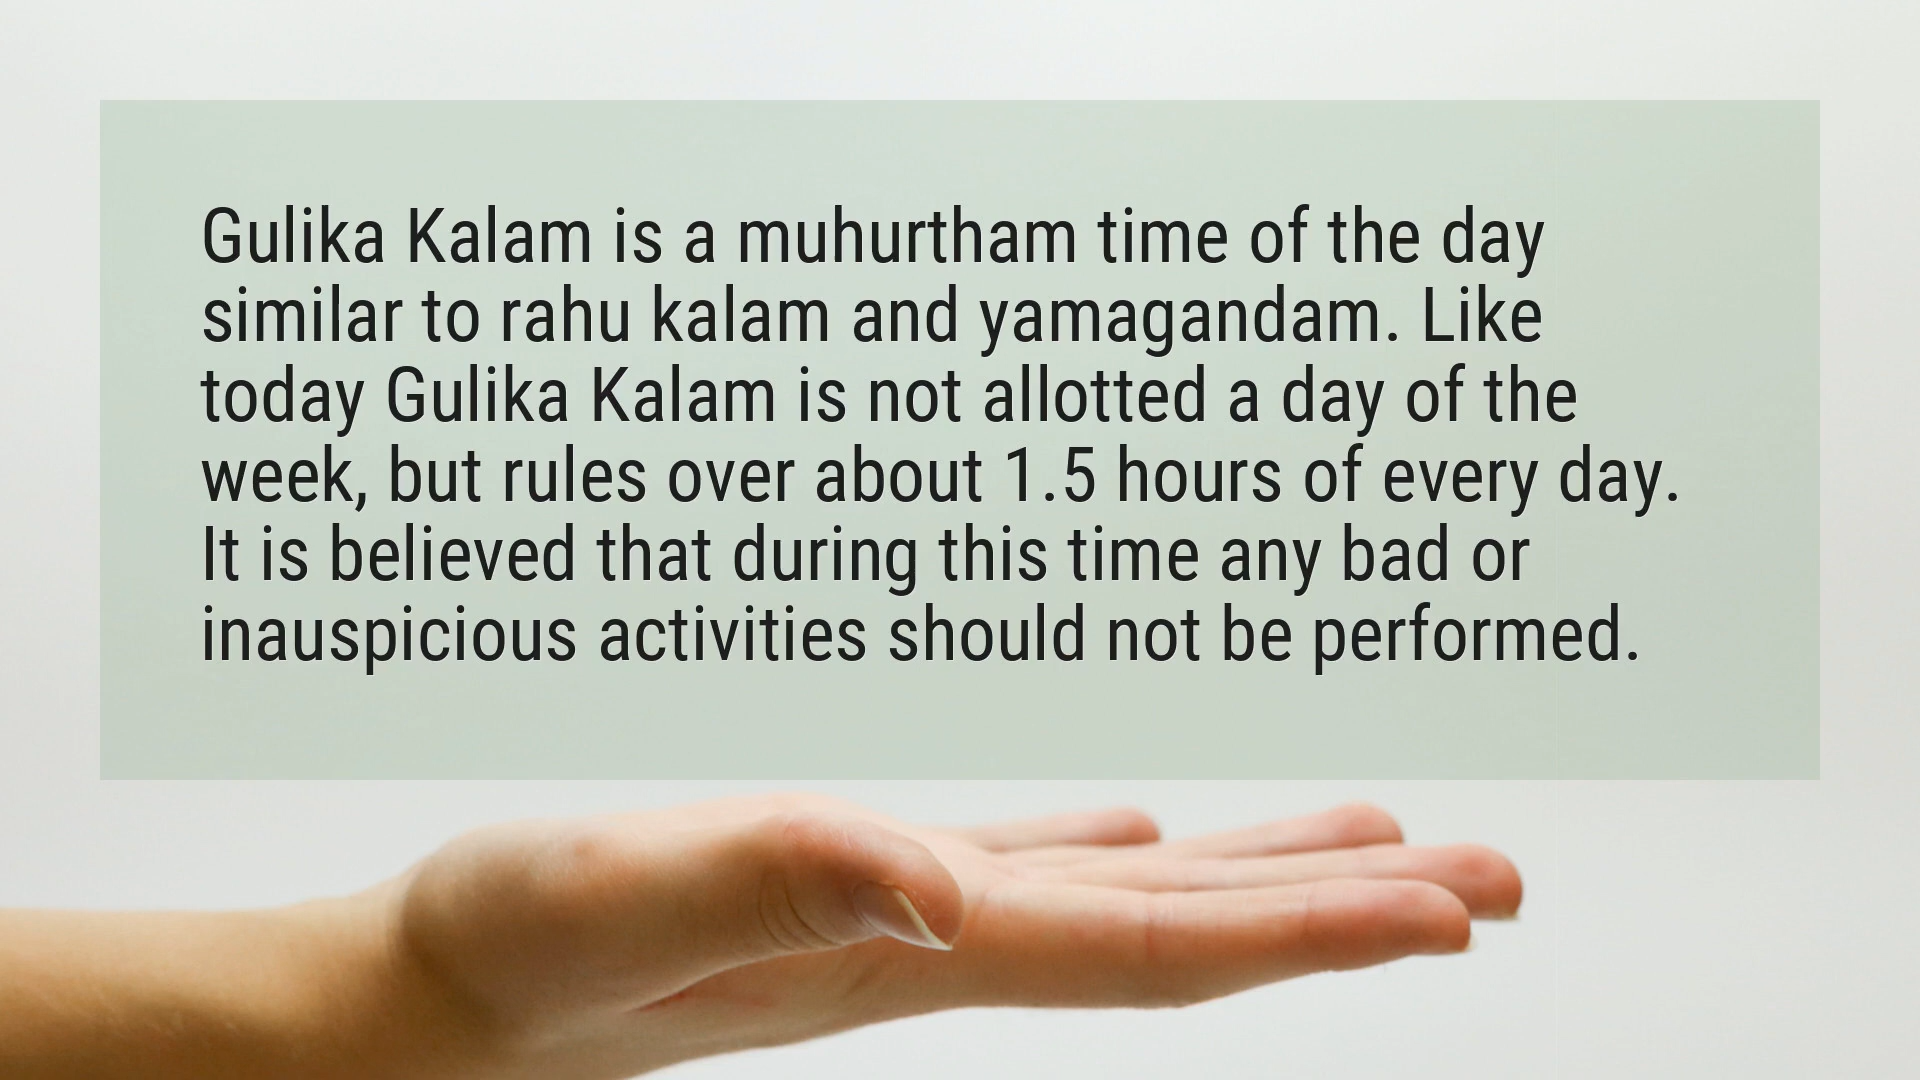 Gulika Kalam is a muhurtham time of the day
similar to rahu kalam and yamagandam. Like
today Gulika Kalam is not allotted a day of the
week, but rules over about 1.5 hours of every day.
It is believed that during this time any bad or
inauspicious activities should not be performed.